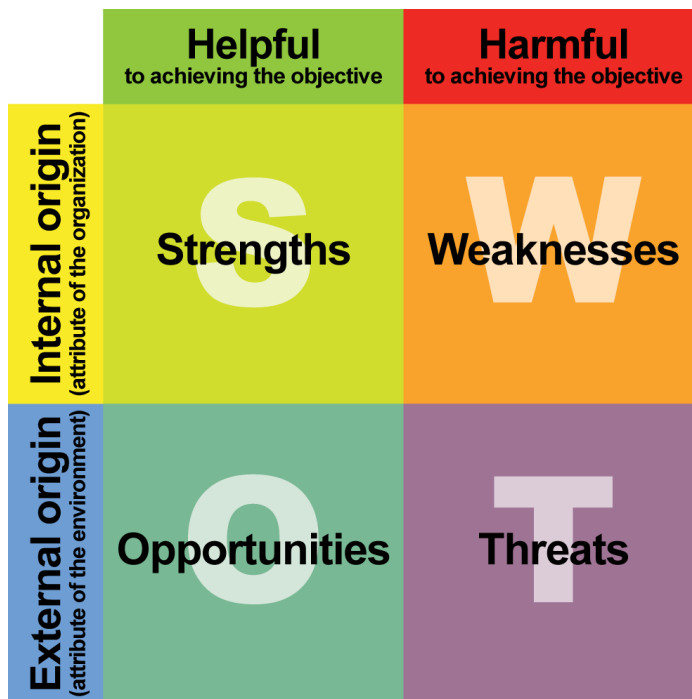 Helpful
to achieving the objective
Harmful
to achieving the objective
Internal origin
(attribute of the organization)
S
Strengths
W
Weaknesses
External origin
(attribute of the environment)
O
Opportunities
T
Threats